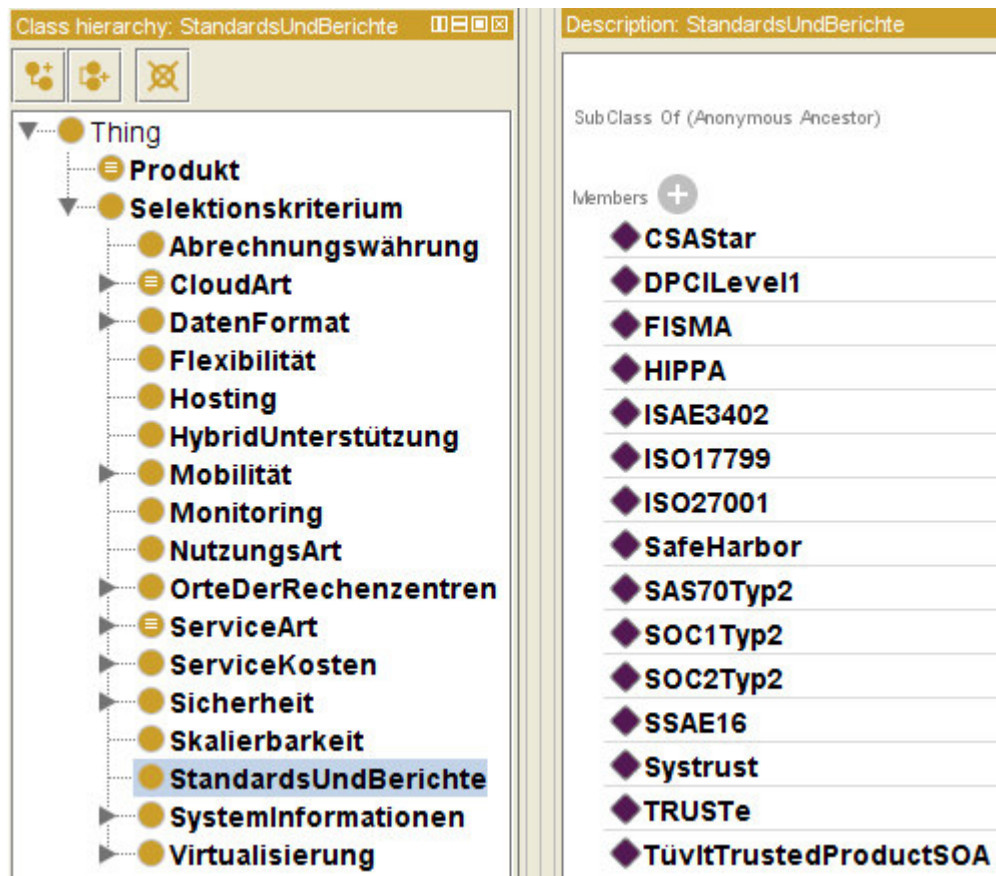 Class hierarchy: StandardsUndBerichte
Thing
Produkt
Selektionskriterium
Abrechnungswährung
CloudArt
DatenFormat
Flexibilität
Hosting
HybridUnterstützung
Mobilität
Monitoring
NutzungsArt
OrteDerRechenzentren
ServiceArt
ServiceKosten
Sicherheit
Skalierbarkeit
StandardsUndBerichte
SystemInformationen
Virtualisierung
Description: StandardsUndBerichte
SubClass Of (Anonymous Ancestor)
Members
CSAStar
DPCILevel1
FISMA
HIPPA
ISAE3402
ISO17799
ISO27001
SafeHarbor
SAS70Typ2
SOC1Typ2
SOC2Typ2
SSAE16
Systrust
TRUSTe
TüvItTrustedProductSOA